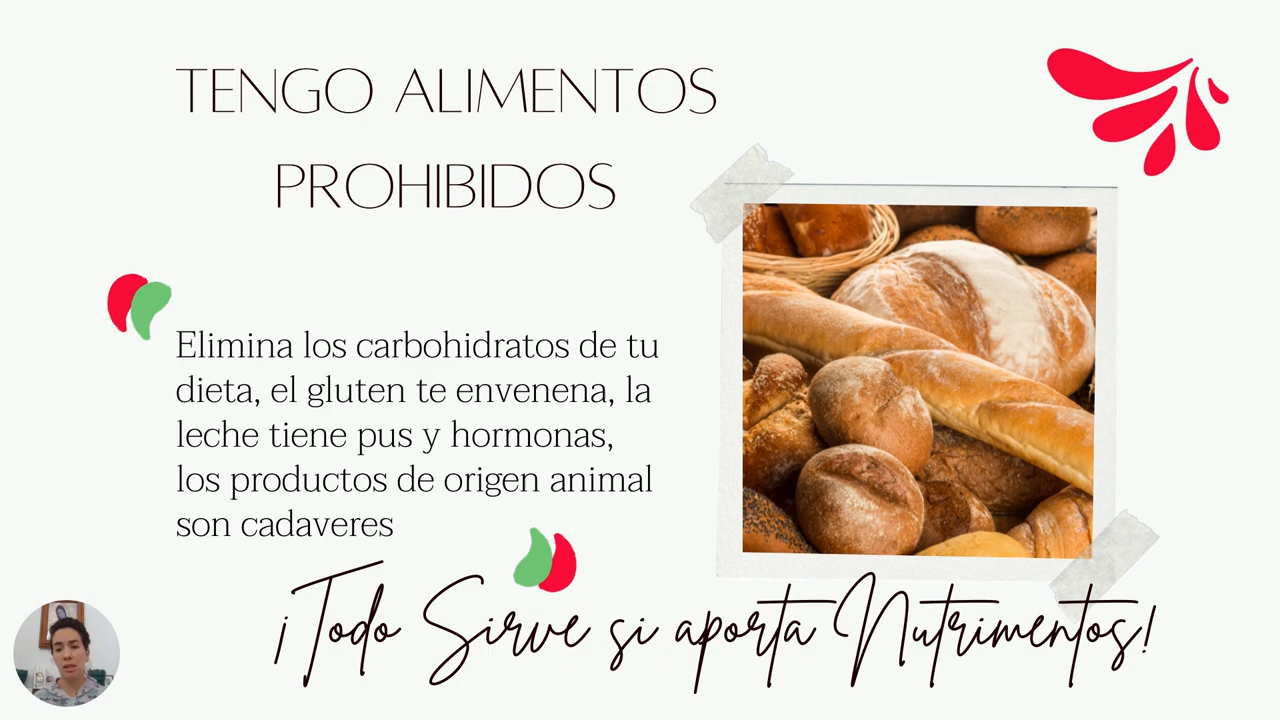 TENGO ALIMENTOS
PROHIBIDOS
Elimina los carbohidratos de tu
dieta, el gluten te envenena, la
leche tiene pus y hormonas,
los productos de origen animal
son cadaveres
¡Todo Sirve si aporta Nutrimentos!